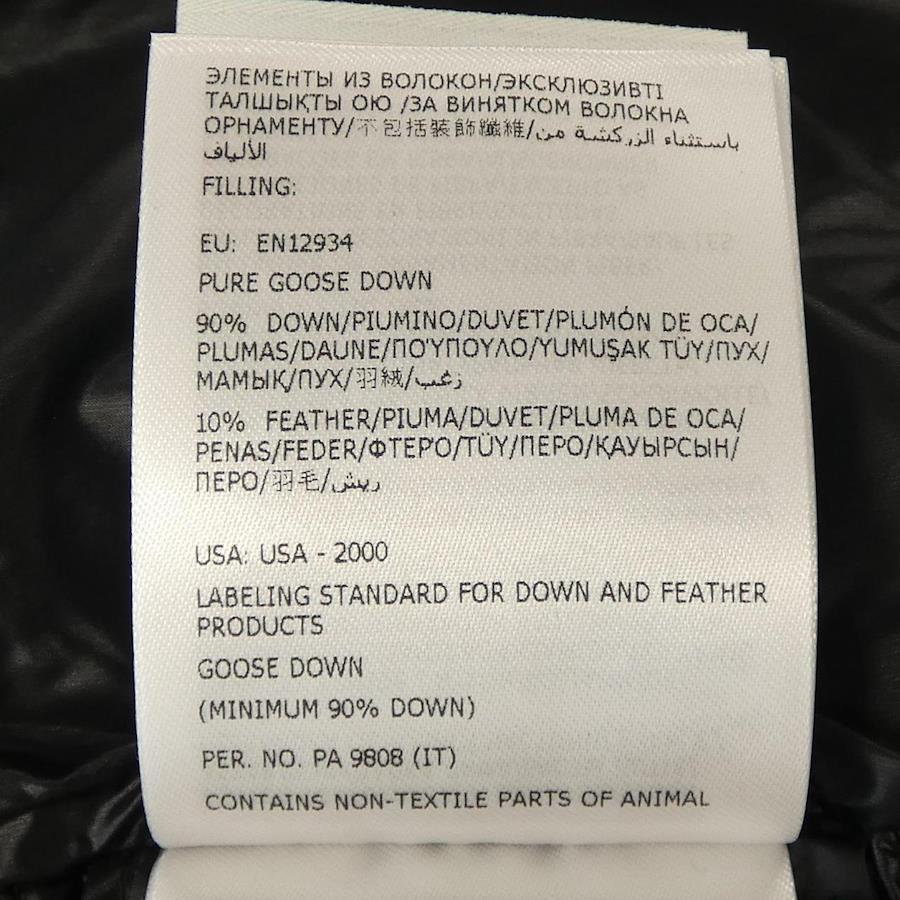 ЭЛЕМЕНТЫ ИЗ ВОЛОКОН/ЭКСКЛЮЗИВТІ
ТАЛШЫҚТЫ ОЮ /ЗА ВИНЯТКОМ ВОЛОКНА
ОРНАМЕНТУ/不包括裝飾纖維/باستثناء الزركشة من
الألياف
FILLING:
EU: EN12934
PURE GOOSE DOWN
90% DOWN/PIUMINO/DUVET/PLUMÓN DE OCA/
PLUMAS/DAUNE/ΠΟΎΠΟΥΛΟ/YUMUŞAK TÜY/ПУХ/
МАМЫҚ/ПУХ/羽絨/زغب
10% FEATHER/PIUMA/DUVET/PLUMA DE OCA/
PENAS/FEDER/ΦΤΕΡΌ/TÜY/ПЕРО/ҚАУЫРСЫН/
ПЕРО/羽毛/ريش
USA: USA - 2000
LABELING STANDARD FOR DOWN AND FEATHER
PRODUCTS
GOOSE DOWN
(MINIMUM 90% DOWN)
PER. NO. PA 9808 (IT)
CONTAINS NON-TEXTILE PARTS OF ANIMAL